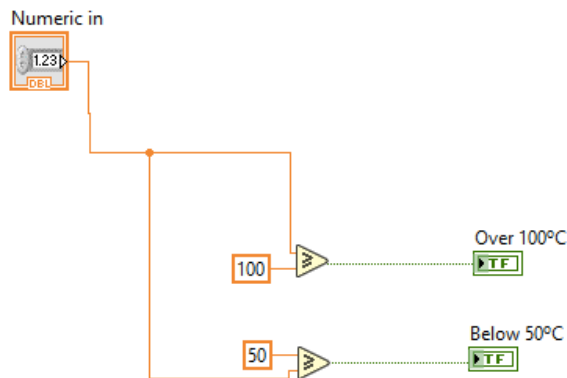 Numeric in
1.23
DBL
Over 100ºC
TF
100
Below 50ºC
50
TF